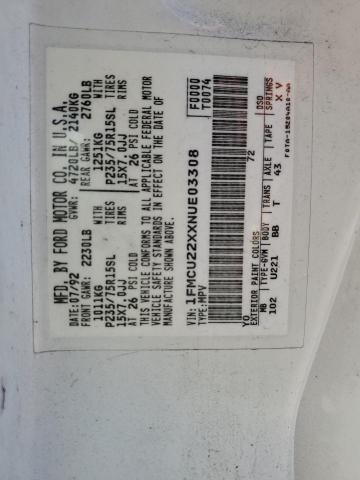 MFD. BY FORD MOTOR CO. IN U.S.A.
DATE: 07/92 GVWR: 4720LB/ 2140KG
FRONT GAWR: 2230LB REAR GAWR: 2760LB
1011KG WITH 1251KG WITH
P235/75R15SL TIRES P235/75R15SL TIRES
15X7.0JJ RIMS 15X7.0JJ RIMS
AT 26 PSI COLD AT 26 PSI COLD
THIS VEHICLE CONFORMS TO ALL APPLICABLE FEDERAL MOTOR
VEHICLE SAFETY STANDARDS IN EFFECT ON THE DATE OF
MANUFACTURE SHOWN ABOVE.
VIN: 1FMCU22XXNUE03308 F0000
TYPE: MPV T0074
YO 72
EXTERIOR PAINT COLORS DSO
WB TYPE-GVW BODY TRANS AXLE TAPE SPRINGS
102 U221 BB T 43 X V